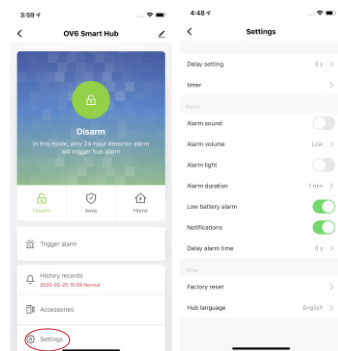 3:59
OV6 Smart Hub
Disarm
In this mode, only 24-hour detector alarm
will trigger hub alarm
Disarm
Away
Home
Trigger alarm
History records
2020-03-25 15:59 Normal
Accessories
Settings
4:48
Settings
Delay setting
0 s
timer
Alarm
Alarm sound
Alarm volume
Low
Alarm light
Alarm duration
1 min
Low battery alarm
Notifications
Delay alarm time
0 s
Other
Factory reset
Hub language
English